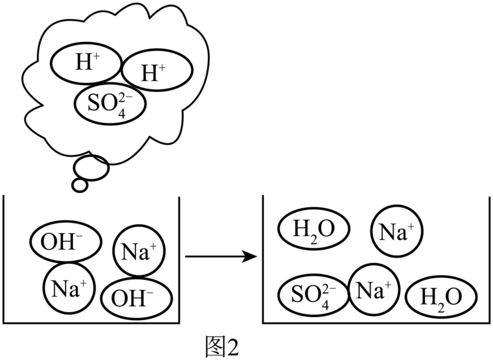 H⁺ H⁺
SO₄²⁻
OH⁻ Na⁺
Na⁺ OH⁻
H₂O Na⁺
SO₄²⁻ Na⁺ H₂O
图2